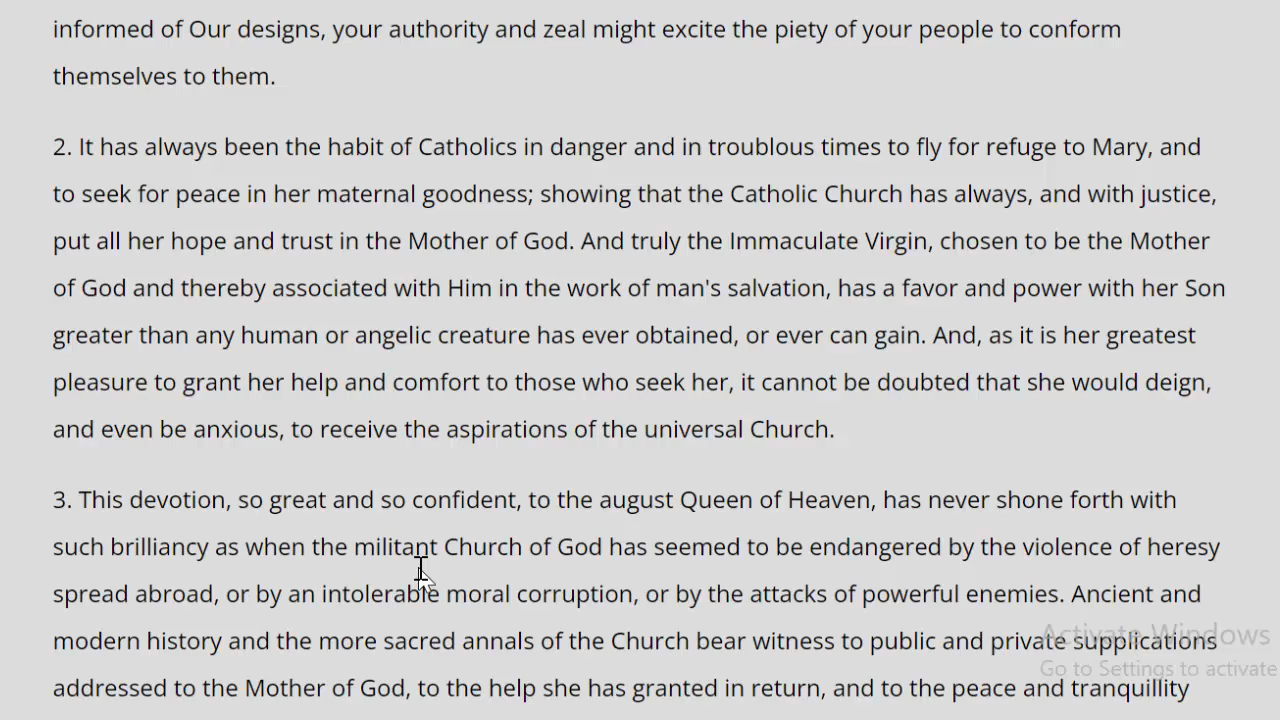 informed of Our designs, your authority and zeal might excite the piety of your people to conform
themselves to them.
2. It has always been the habit of Catholics in danger and in troublous times to fly for refuge to Mary, and
to seek for peace in her maternal goodness; showing that the Catholic Church has always, and with justice,
put all her hope and trust in the Mother of God. And truly the Immaculate Virgin, chosen to be the Mother
of God and thereby associated with Him in the work of man's salvation, has a favor and power with her Son
greater than any human or angelic creature has ever obtained, or ever can gain. And, as it is her greatest
pleasure to grant her help and comfort to those who seek her, it cannot be doubted that she would deign,
and even be anxious, to receive the aspirations of the universal Church.
3. This devotion, so great and so confident, to the august Queen of Heaven, has never shone forth with
such brilliancy as when the militant Church of God has seemed to be endangered by the violence of heresy
spread abroad, or by an intolerable moral corruption, or by the attacks of powerful enemies. Ancient and
modern history and the more sacred annals of the Church bear witness to public and private supplications
addressed to the Mother of God, to the help she has granted in return, and to the peace and tranquillity
Activate Windows
Go to Settings to activate